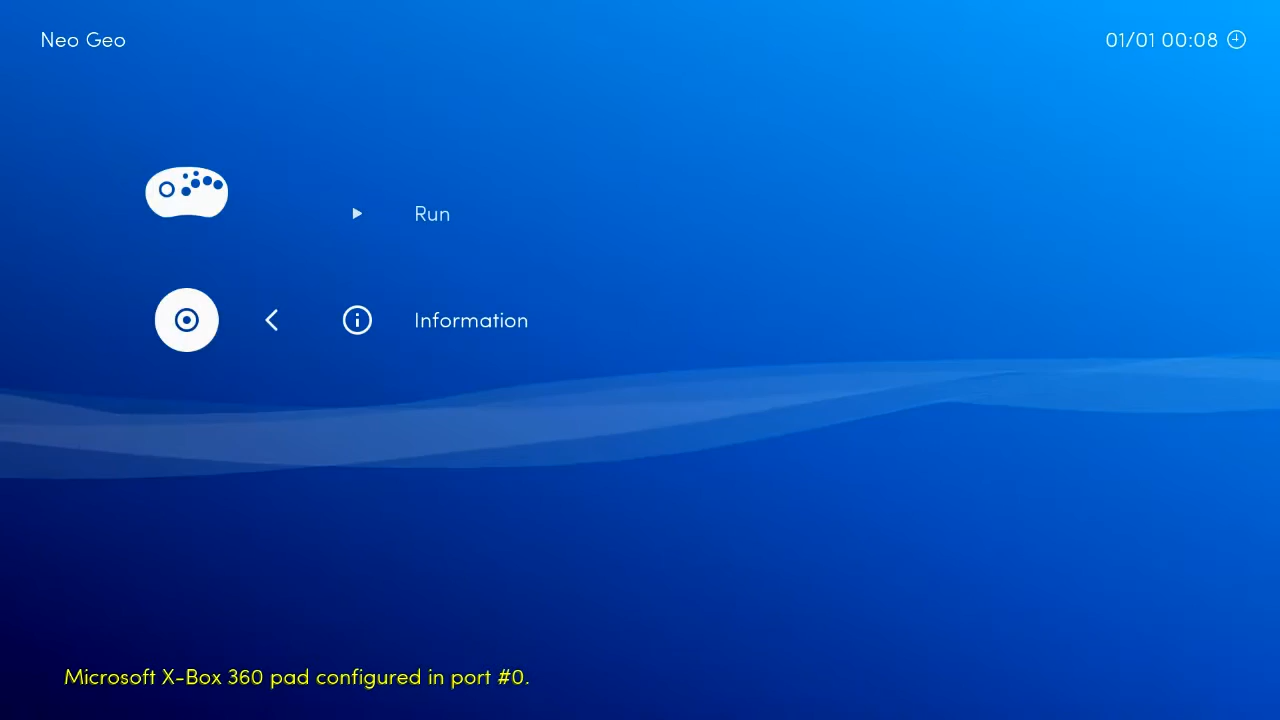 Neo Geo
01/01 00:08
Run
Information
Microsoft X-Box 360 pad configured in port #0.